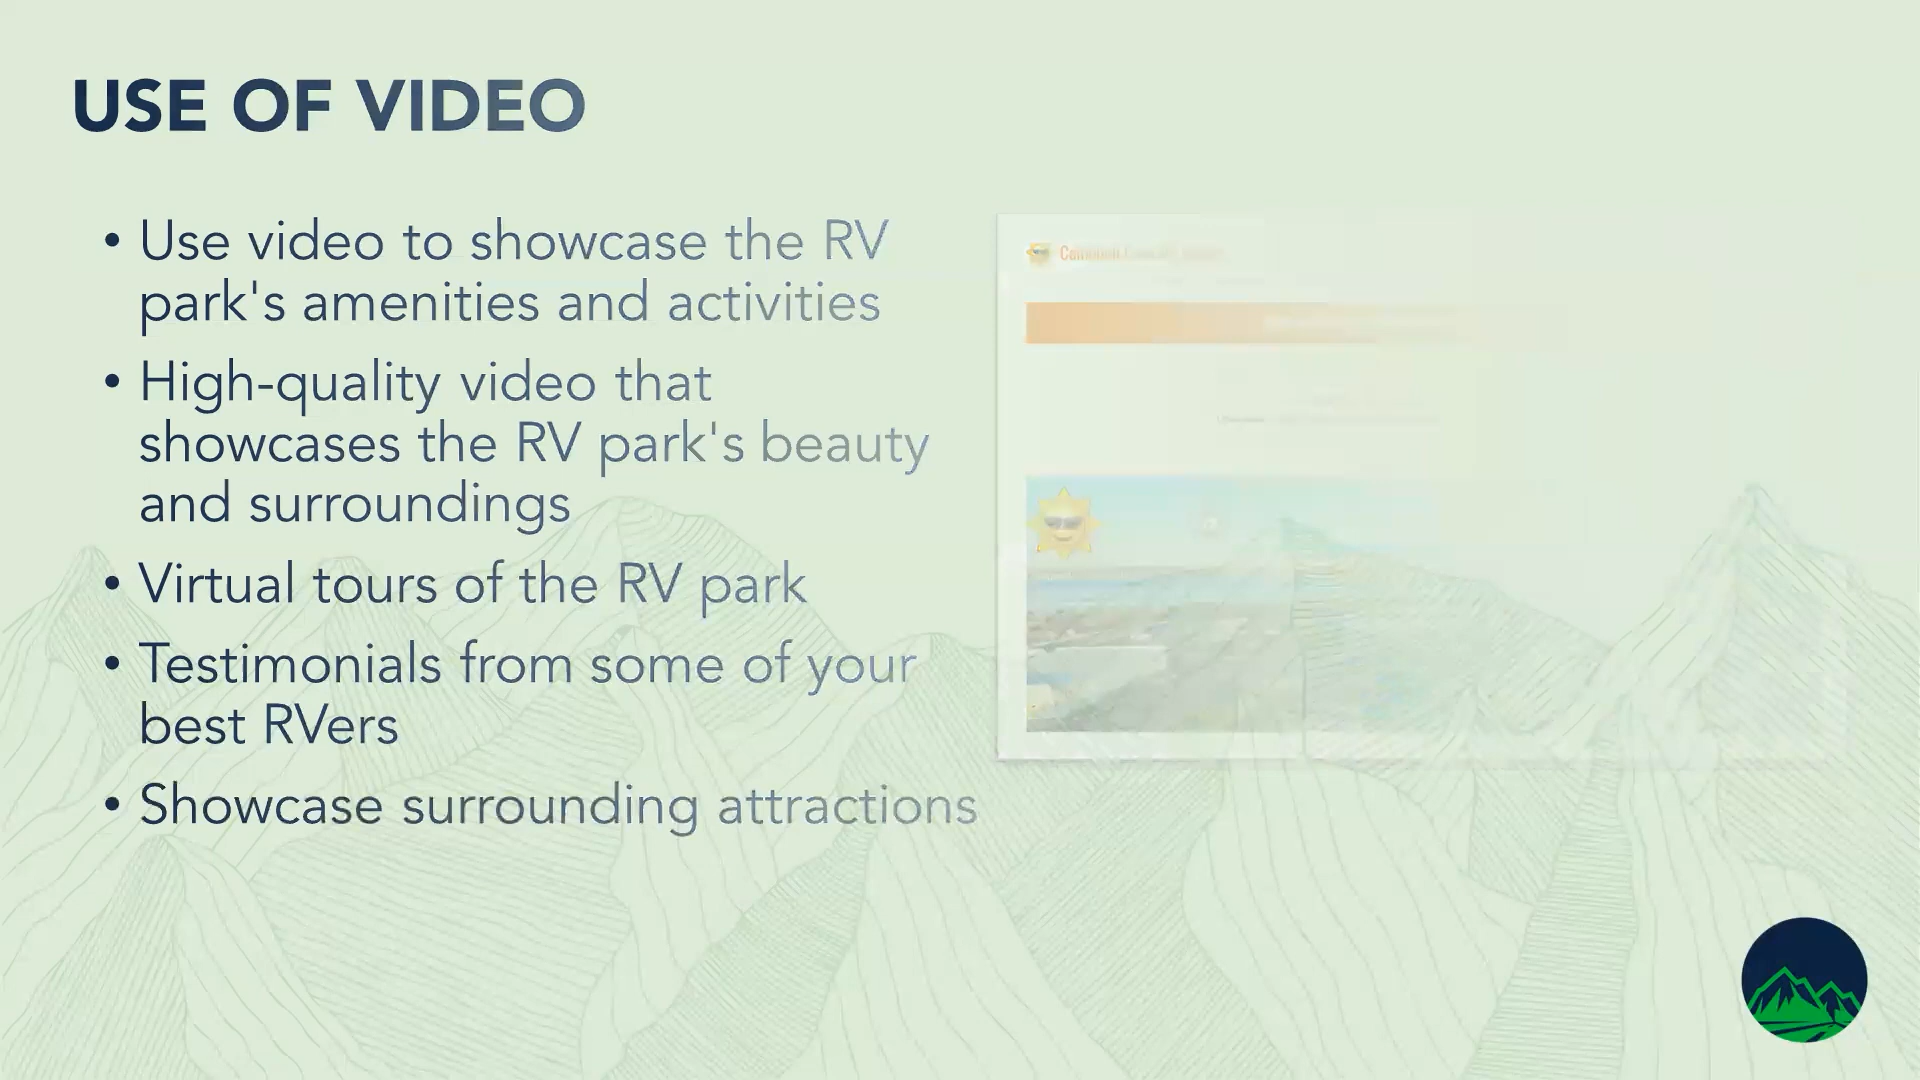 USE OF VIDEO
• Use video to showcase the RV
park's amenities and activities
• High-quality video that
showcases the RV park's beauty
and surroundings
• Virtual tours of the RV park
• Testimonials from some of your
best RVers
• Showcase surrounding attractions